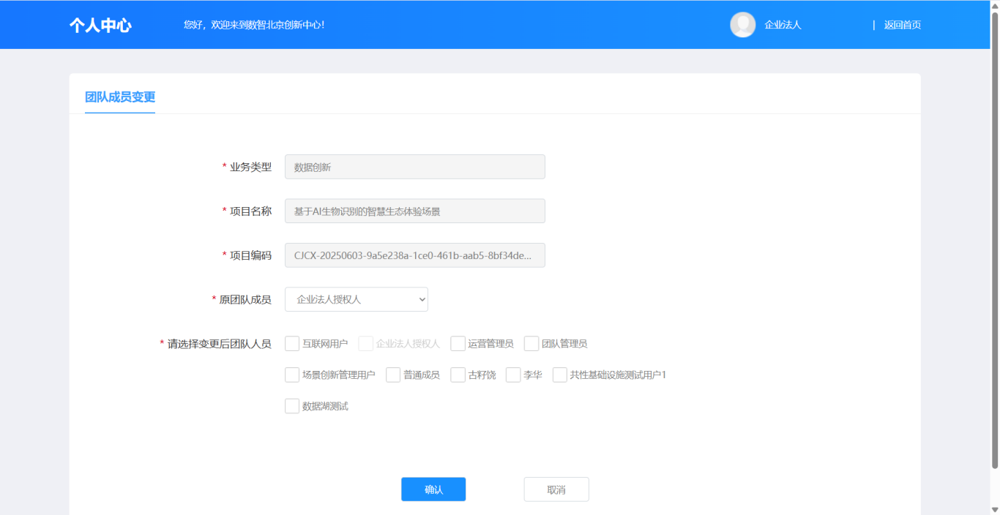 个人中心 您好，欢迎来到数智北京创新中心! 企业法人 | 返回首页
团队成员变更
* 业务类型 数据创新
* 项目名称 基于AI生物识别的智慧生态体验场景
* 项目编码 CJCX-20250603-9a5e238a-1ce0-461b-aab5-8bf34de...
* 原团队成员 企业法人授权人
* 请选择变更后团队人员 互联网用户 企业法人授权人 运营管理员 团队管理员
场景创新管理用户 普通成员 古籽饶 李华 共性基础设施测试用户1
数据湖测试
确认 取消